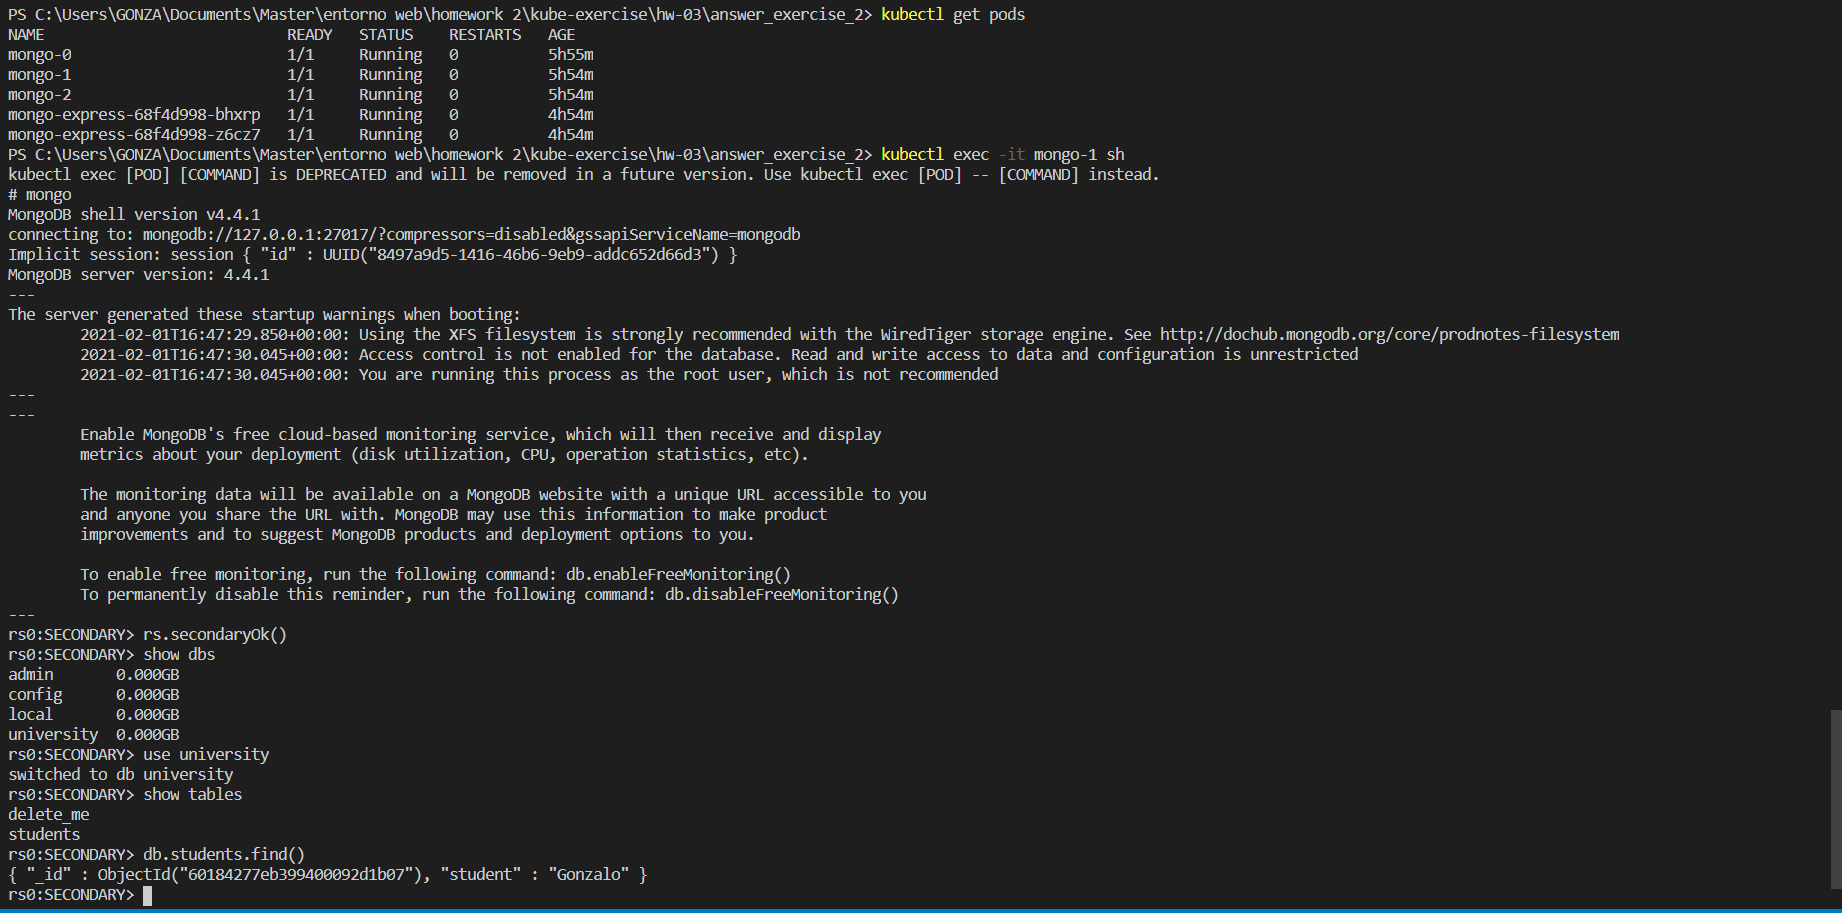 PS C:\Users\GONZA\Documents\Master\entorno web\homework 2\kube-exercise\hw-03\answer_exercise_2> kubectl get pods
NAME                           READY   STATUS    RESTARTS   AGE
mongo-0                        1/1     Running   0          5h55m
mongo-1                        1/1     Running   0          5h54m
mongo-2                        1/1     Running   0          5h54m
mongo-express-68f4d998-bhxrp   1/1     Running   0          4h54m
mongo-express-68f4d998-z6cz7   1/1     Running   0          4h54m
PS C:\Users\GONZA\Documents\Master\entorno web\homework 2\kube-exercise\hw-03\answer_exercise_2> kubectl exec -it mongo-1 sh
kubectl exec [POD] [COMMAND] is DEPRECATED and will be removed in a future version. Use kubectl exec [POD] -- [COMMAND] instead.
# mongo
MongoDB shell version v4.4.1
connecting to: mongodb://127.0.0.1:27017/?compressors=disabled&gssapiServiceName=mongodb
Implicit session: session { "id" : UUID("8497a9d5-1416-46b6-9eb9-addc652d66d3") }
MongoDB server version: 4.4.1
---
The server generated these startup warnings when booting:
        2021-02-01T16:47:29.850+00:00: Using the XFS filesystem is strongly recommended with the WiredTiger storage engine. See http://dochub.mongodb.org/core/prodnotes-filesystem
        2021-02-01T16:47:30.045+00:00: Access control is not enabled for the database. Read and write access to data and configuration is unrestricted
        2021-02-01T16:47:30.045+00:00: You are running this process as the root user, which is not recommended
---
---
        Enable MongoDB's free cloud-based monitoring service, which will then receive and display
        metrics about your deployment (disk utilization, CPU, operation statistics, etc).

        The monitoring data will be available on a MongoDB website with a unique URL accessible to you
        and anyone you share the URL with. MongoDB may use this information to make product
        improvements and to suggest MongoDB products and deployment options to you.

        To enable free monitoring, run the following command: db.enableFreeMonitoring()
        To permanently disable this reminder, run the following command: db.disableFreeMonitoring()
---
rs0:SECONDARY> rs.secondaryOk()
rs0:SECONDARY> show dbs
admin       0.000GB
config      0.000GB
local       0.000GB
university  0.000GB
rs0:SECONDARY> use university
switched to db university
rs0:SECONDARY> show tables
delete_me
students
rs0:SECONDARY> db.students.find()
{ "_id" : ObjectId("60184277eb399400092d1b07"), "student" : "Gonzalo" }
rs0:SECONDARY>